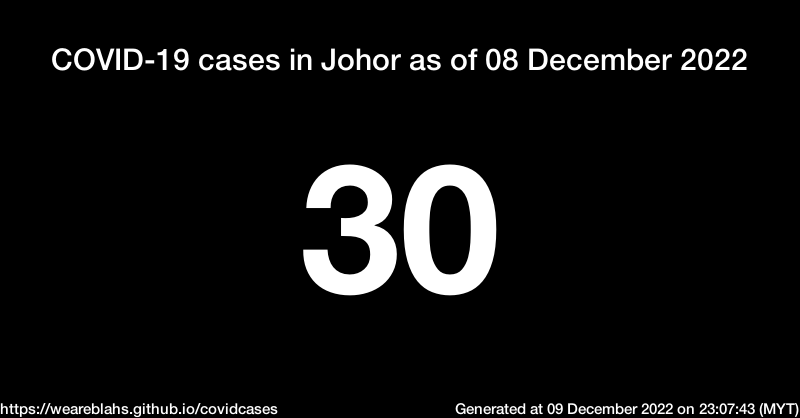 COVID-19 cases in Johor as of 08 December 2022
30
https://weareblahs.github.io/covidcases
Generated at 09 December 2022 on 23:07:43 (MYT)